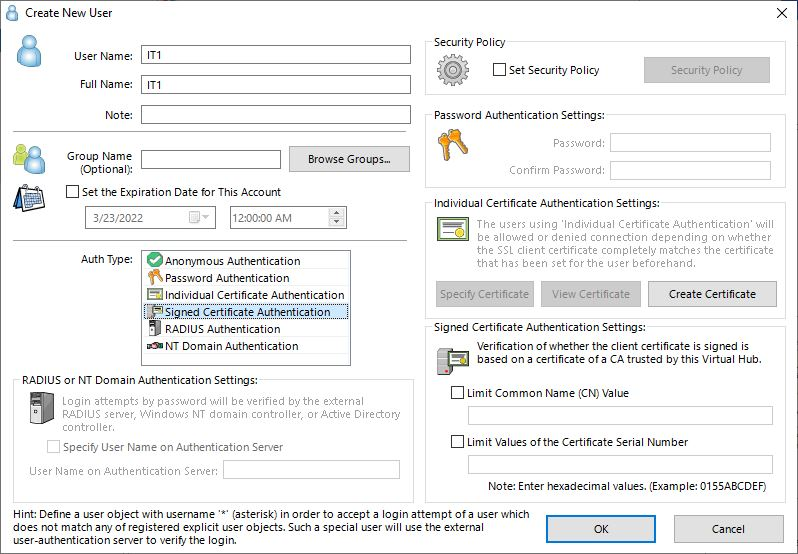 Create New User
User Name:
IT1
Full Name:
IT1
Note:
Group Name
(Optional):
Browse Groups...
Set the Expiration Date for This Account
3/23/2022
12:00:00 AM
Auth Type:
Anonymous Authentication
Password Authentication
Individual Certificate Authentication
Signed Certificate Authentication
RADIUS Authentication
NT Domain Authentication
RADIUS or NT Domain Authentication Settings:
Login attempts by password will be verified by the external
RADIUS server, Windows NT domain controller, or Active Directory
controller.
Specify User Name on Authentication Server
User Name on Authentication Server:
Security Policy
Set Security Policy
Security Policy
Password Authentication Settings:
Password:
Confirm Password:
Individual Certificate Authentication Settings:
The users using 'Individual Certificate Authentication' will
be allowed or denied connection depending on whether
the SSL client certificate completely matches the certificate
that has been set for the user beforehand.
Specify Certificate
View Certificate
Create Certificate
Signed Certificate Authentication Settings:
Verification of whether the client certificate is signed is
based on a certificate of a CA trusted by this Virtual Hub.
Limit Common Name (CN) Value
Limit Values of the Certificate Serial Number
Note: Enter hexadecimal values. (Example: 0155ABCDEF)
Hint: Define a user object with username '*' (asterisk) in order to accept a login attempt of a user which
does not match any of registered explicit user objects. Such a special user will use the external
user-authentication server to verify the login.
OK
Cancel